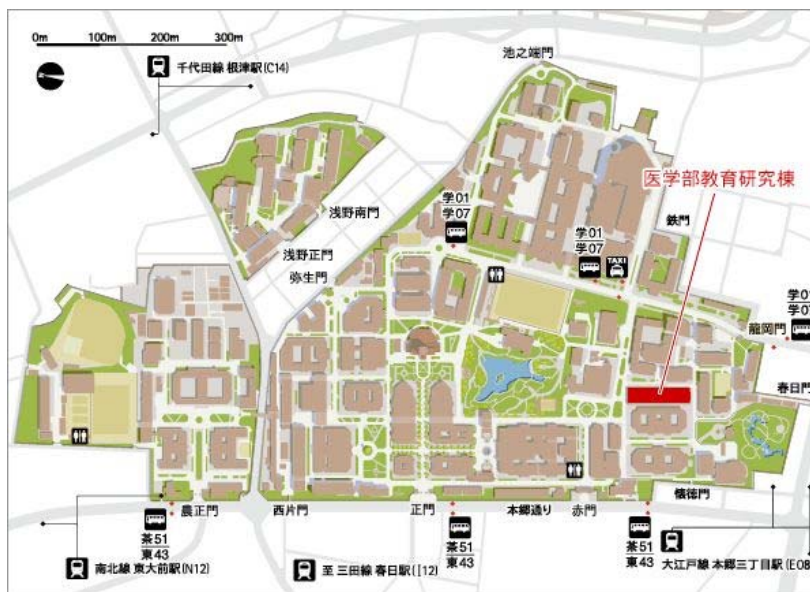 0m 100m 200m 300m
千代田線 根津駅(C14)
池之端門
医学部教育研究棟
浅野南門
学01
学07
学01
学07
TAXI
鉄門
浅野正門
弥生門
学01
学07
龍岡門
春日門
農正門
西片門
正門
本郷通り
赤門
懐徳門
茶51
東43
茶51
東43
茶51
東43
南北線 東大前駅(N12)
至 三田線 春日駅(I12)
大江戸線 本郷三丁目駅(E08